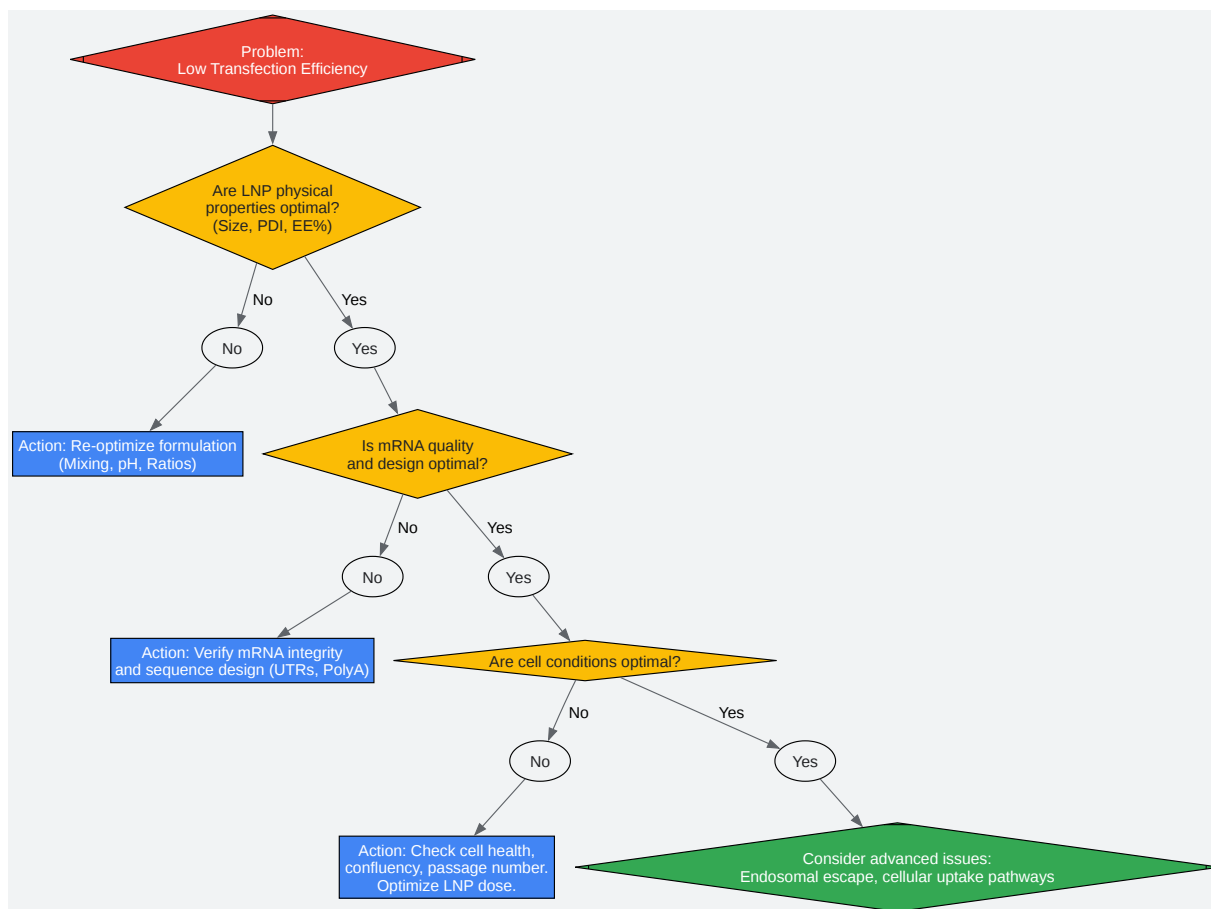 Problem:
Low Transfection Efficiency
Are LNP physical
properties optimal?
(Size, PDI, EE%)
No
Yes
No
Yes
Action: Re-optimize formulation
(Mixing, pH, Ratios)
Is mRNA quality
and design optimal?
No
Yes
No
Yes
Action: Verify mRNA integrity
and sequence design (UTRs, PolyA)
Are cell conditions optimal?
No
Yes
No
Yes
Action: Check cell health,
confluency, passage number.
Optimize LNP dose.
Consider advanced issues:
Endosomal escape, cellular uptake pathways